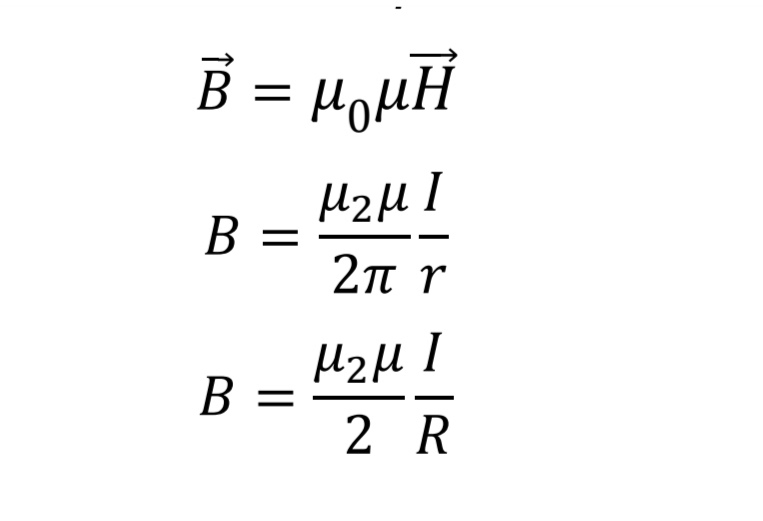 B⃗ = μ₀μH⃗
B = μ₂μ/2π I/r
B = μ₂μ/2 I/R